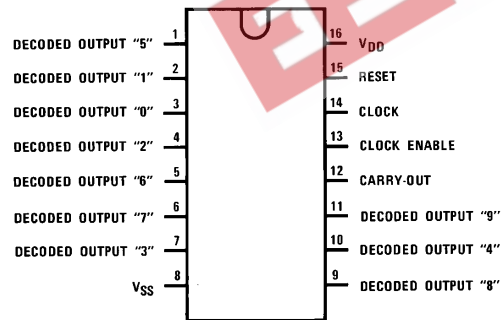 DECODED OUTPUT "5" 1
DECODED OUTPUT "1" 2
DECODED OUTPUT "0" 3
DECODED OUTPUT "2" 4
DECODED OUTPUT "6" 5
DECODED OUTPUT "7" 6
DECODED OUTPUT "3" 7
VSS 8
16 VDD
15 RESET
14 CLOCK
13 CLOCK ENABLE
12 CARRY-OUT
11 DECODED OUTPUT "9"
10 DECODED OUTPUT "4"
9 DECODED OUTPUT "8"